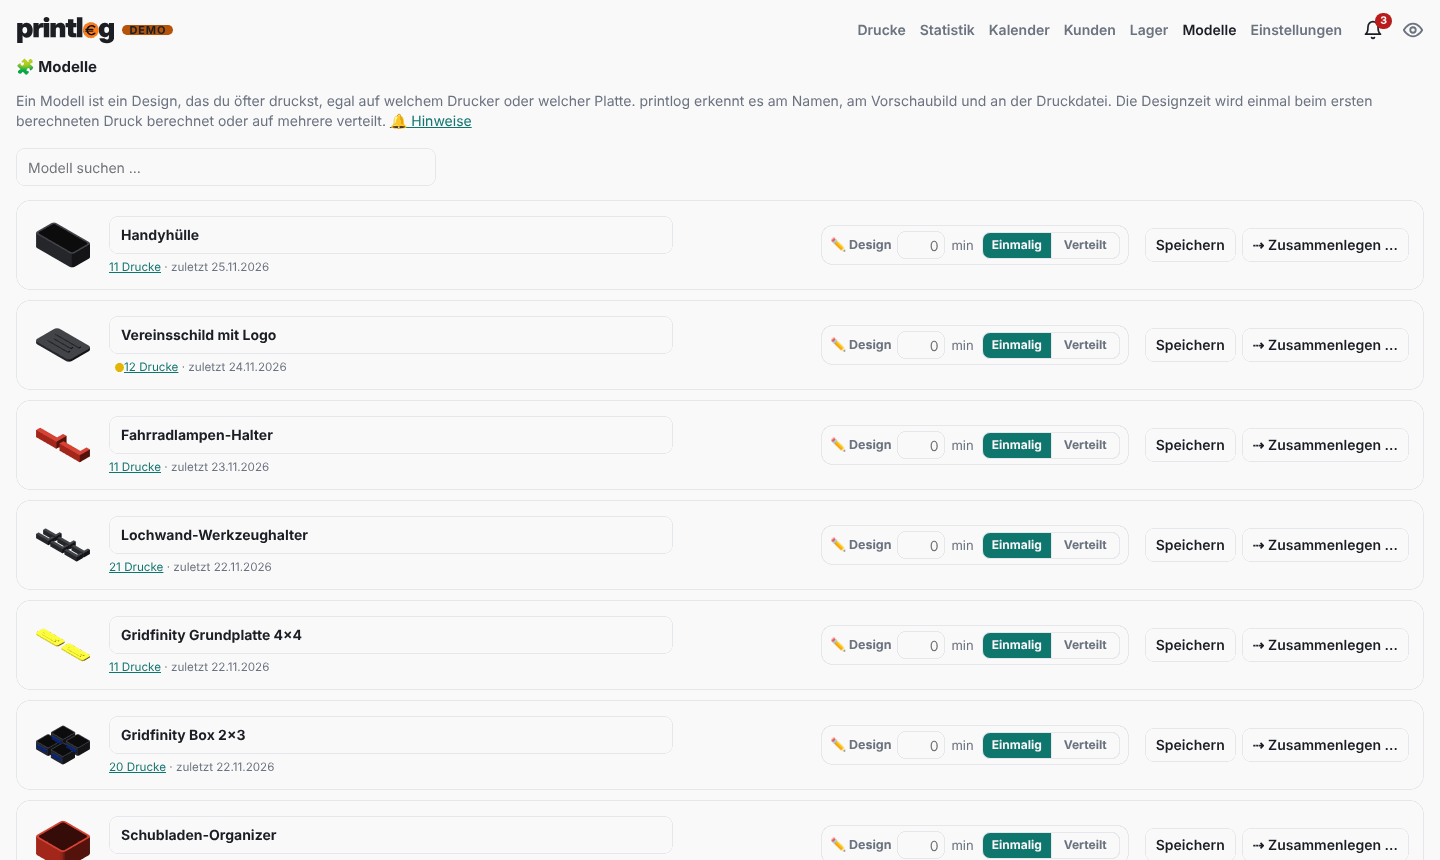 printlog DEMO
Drucke Statistik Kalender Kunden Lager Modelle Einstellungen 3
🧩 Modelle
Ein Modell ist ein Design, das du öfter druckst, egal auf welchem Drucker oder welcher Platte. printlog erkennt es am Namen, am Vorschaubild und an der Druckdatei. Die Designzeit wird einmal beim ersten
berechneten Druck berechnet oder auf mehrere verteilt. 🔔 Hinweise
Modell suchen ...
Handyhülle
11 Drucke · zuletzt 25.11.2026
✏️ Design 0 min Einmalig Verteilt Speichern ⇢ Zusammenlegen ...
Vereinsschild mit Logo
12 Drucke · zuletzt 24.11.2026
✏️ Design 0 min Einmalig Verteilt Speichern ⇢ Zusammenlegen ...
Fahrradlampen-Halter
11 Drucke · zuletzt 23.11.2026
✏️ Design 0 min Einmalig Verteilt Speichern ⇢ Zusammenlegen ...
Lochwand-Werkzeughalter
21 Drucke · zuletzt 22.11.2026
✏️ Design 0 min Einmalig Verteilt Speichern ⇢ Zusammenlegen ...
Gridfinity Grundplatte 4×4
11 Drucke · zuletzt 22.11.2026
✏️ Design 0 min Einmalig Verteilt Speichern ⇢ Zusammenlegen ...
Gridfinity Box 2×3
20 Drucke · zuletzt 22.11.2026
✏️ Design 0 min Einmalig Verteilt Speichern ⇢ Zusammenlegen ...
Schubladen-Organizer
✏️ Design 0 min Einmalig Verteilt Speichern ⇢ Zusammenlegen ...